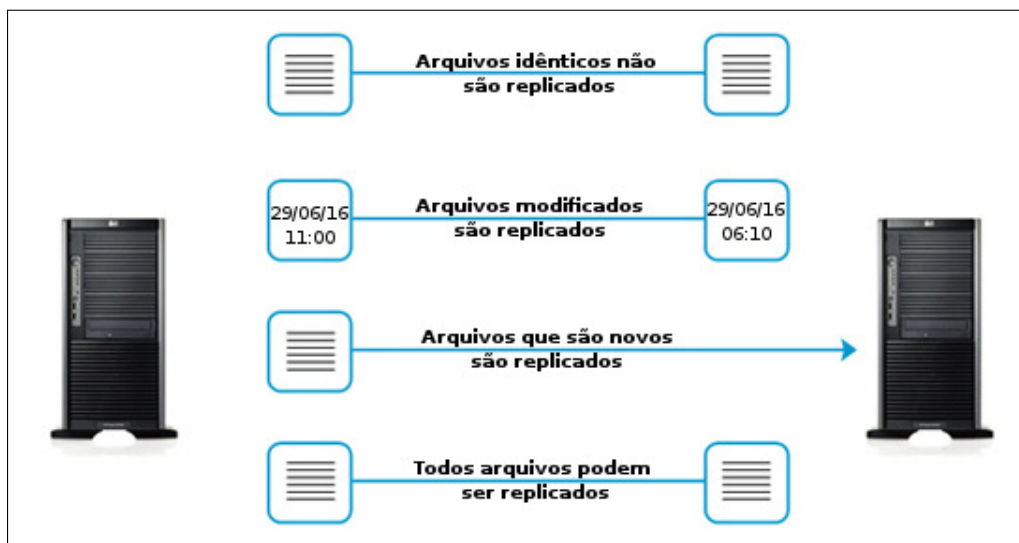 Arquivos idênticos não
são replicados
29/06/16
11:00
Arquivos modificados
são replicados
29/06/16
06:10
Arquivos que são novos
são replicados
Todos arquivos podem
ser replicados